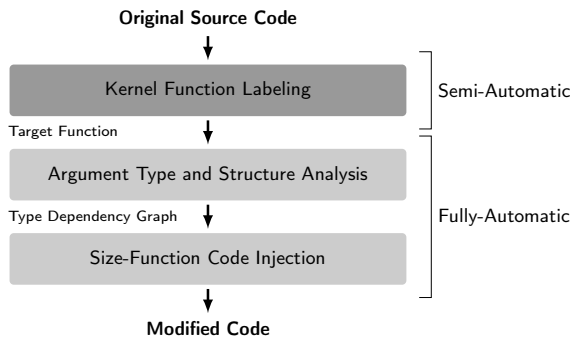 Original Source Code
Kernel Function Labeling
Semi-Automatic
Target Function
Argument Type and Structure Analysis
Type Dependency Graph
Fully-Automatic
Size-Function Code Injection
Modified Code